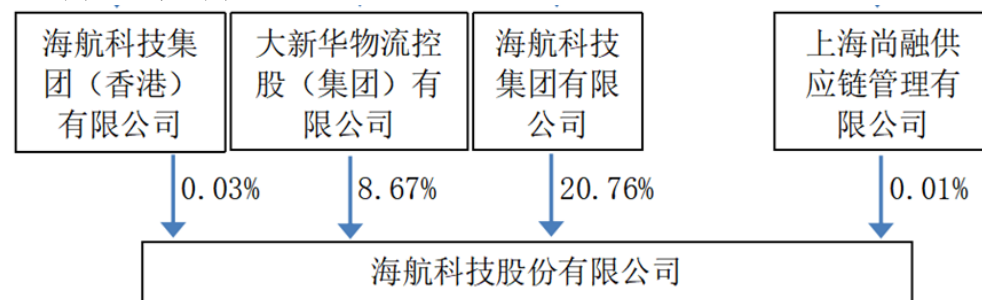 海航科技集
团（香港）
有限公司
大新华物流控
股（集团）有
限公司
海航科技
集团有限
公司
上海尚融供
应链管理有
限公司
0.03%
8.67%
20.76%
0.01%
海航科技股份有限公司